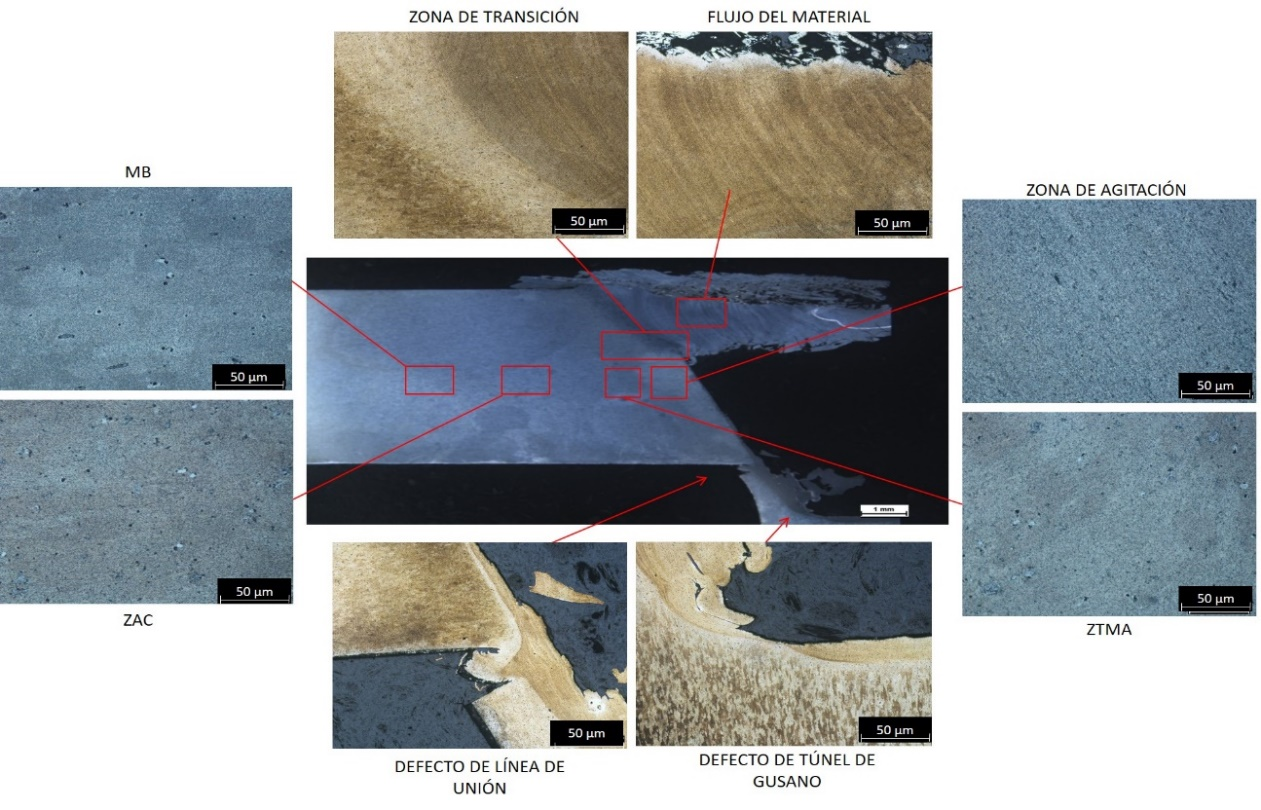 ZONA DE TRANSICIÓN
FLUJO DEL MATERIAL
50 µm
50 µm
MB
50 µm
ZONA DE AGITACIÓN
50 µm
50 µm
ZAC
1 mm
50 µm
ZTMA
50 µm
DEFECTO DE LÍNEA DE
UNIÓN
50 µm
DEFECTO DE TÚNEL DE
GUSANO